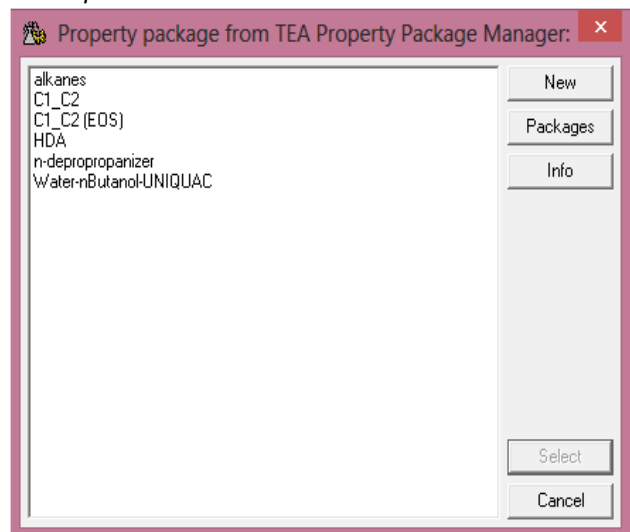 Property package from TEA Property Package Manager:
alkanes
C1_C2
C1_C2 (EOS)
HDA
n-depropropanizer
Water-nButanol-UNIQUAC
New
Packages
Info
Select
Cancel